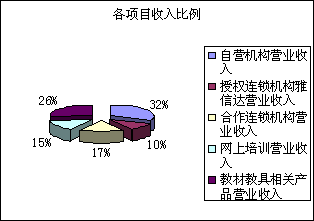 各项目收入比例
26%
32%
15%
17%
10%
自营机构营业收
入
授权连锁机构雅
信达营业收入
合作连锁机构营
业收入
网上培训营业收
入
教材教具相关产
品营业收入